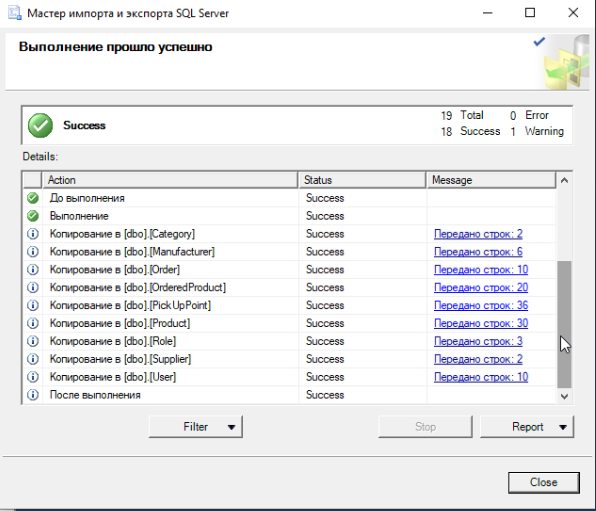 Мастер импорта и экспорта SQL Server
Выполнение прошло успешно
Success
19 Total 0 Error
18 Success 1 Warning
Details:
Action Status Message
До выполнения Success
Выполнение Success
Копирование в [dbo].[Category] Success Передано строк: 2
Копирование в [dbo].[Manufacturer] Success Передано строк: 6
Копирование в [dbo].[Order] Success Передано строк: 10
Копирование в [dbo].[OrderedProduct] Success Передано строк: 20
Копирование в [dbo].[PickUpPoint] Success Передано строк: 36
Копирование в [dbo].[Product] Success Передано строк: 30
Копирование в [dbo].[Role] Success Передано строк: 3
Копирование в [dbo].[Supplier] Success Передано строк: 2
Копирование в [dbo].[User] Success Передано строк: 10
После выполнения Success
Filter Stop Report
Close